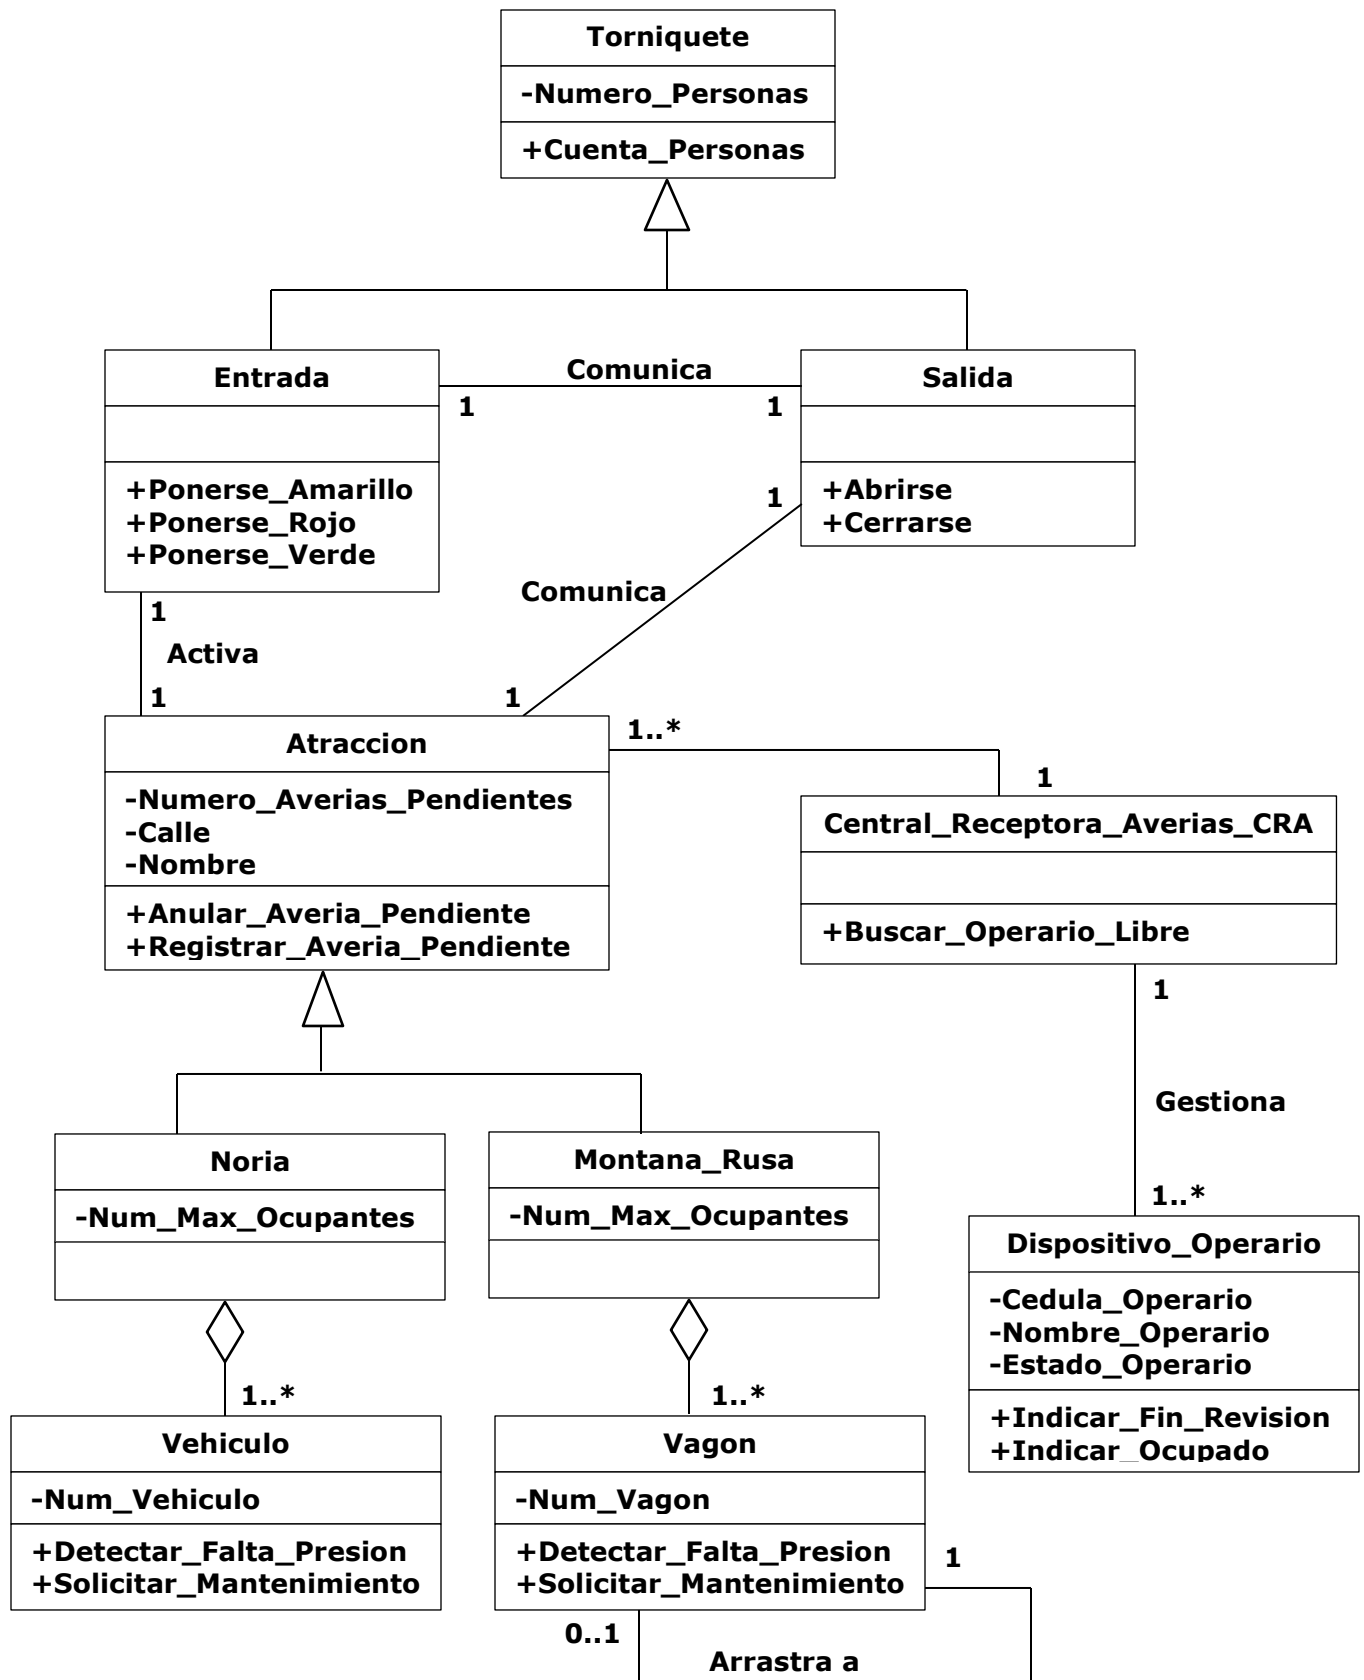 Torniquete
-Numero_Personas
+Cuenta_Personas
Entrada
+Ponerse_Amarillo
+Ponerse_Rojo
+Ponerse_Verde
Comunica
1
1
Salida
+Abrirse
+Cerrarse
1
Comunica
1
1
Activa
1
Atraccion
-Numero_Averias_Pendientes
-Calle
-Nombre
+Anular_Averia_Pendiente
+Registrar_Averia_Pendiente
1..*
1
Central_Receptora_Averias_CRA
+Buscar_Operario_Libre
1
Gestiona
1..*
Noria
-Num_Max_Ocupantes
Montana_Rusa
-Num_Max_Ocupantes
Dispositivo_Operario
-Cedula_Operario
-Nombre_Operario
-Estado_Operario
+Indicar_Fin_Revision
+Indicar_Ocupado
1..*
1..*
Vehiculo
-Num_Vehiculo
+Detectar_Falta_Presion
+Solicitar_Mantenimiento
Vagon
-Num_Vagon
+Detectar_Falta_Presion
+Solicitar_Mantenimiento
1
0..1
Arrastra a